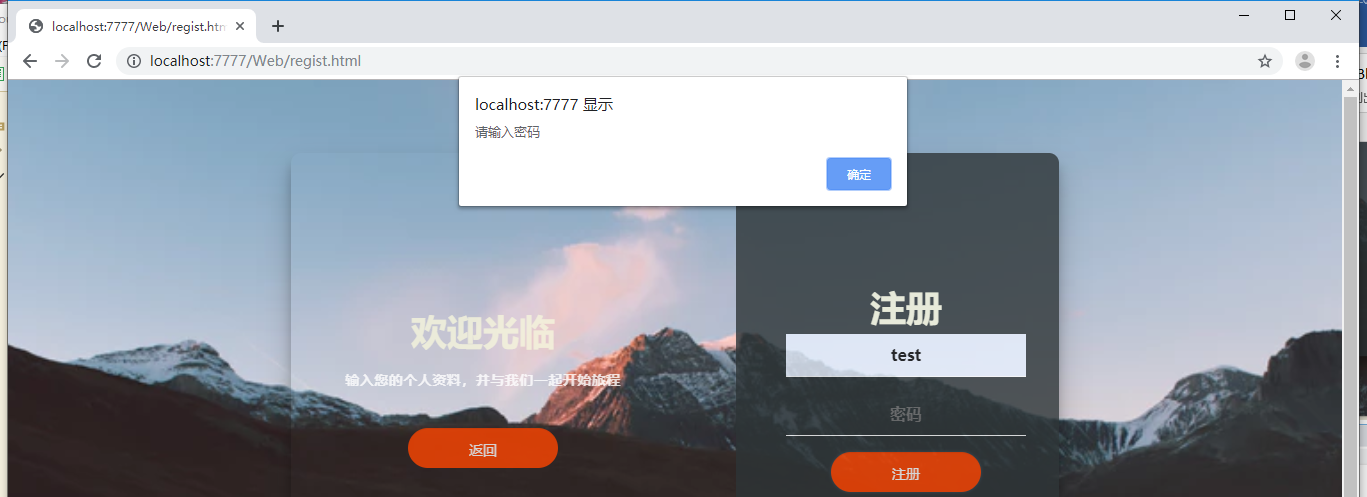 localhost:7777/Web/regist.htn
localhost:7777/Web/regist.html
localhost:7777 显示
请输入密码
确定
欢迎光临
输入您的个人资料，并与我们一起开始旅程
返回
注册
test
密码
注册